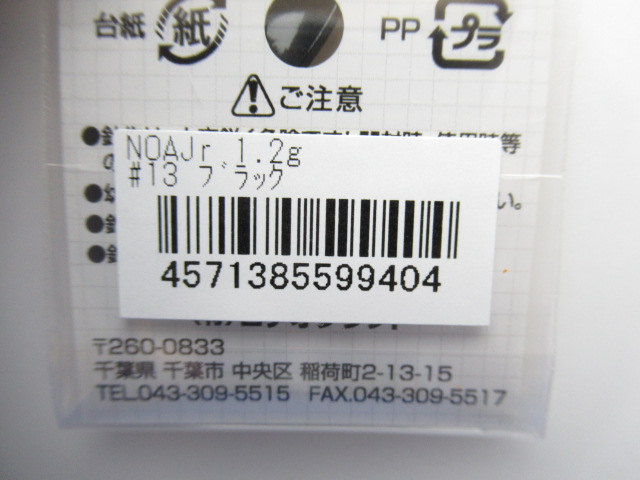 台紙 紙 PP プラ
ご注意
NOAJr 1.2g
#13 ブラック
4571385599404
〒260-0833
千葉県 千葉市 中央区 稲荷町2-13-15
TEL.043-309-5515 FAX.043-309-5517